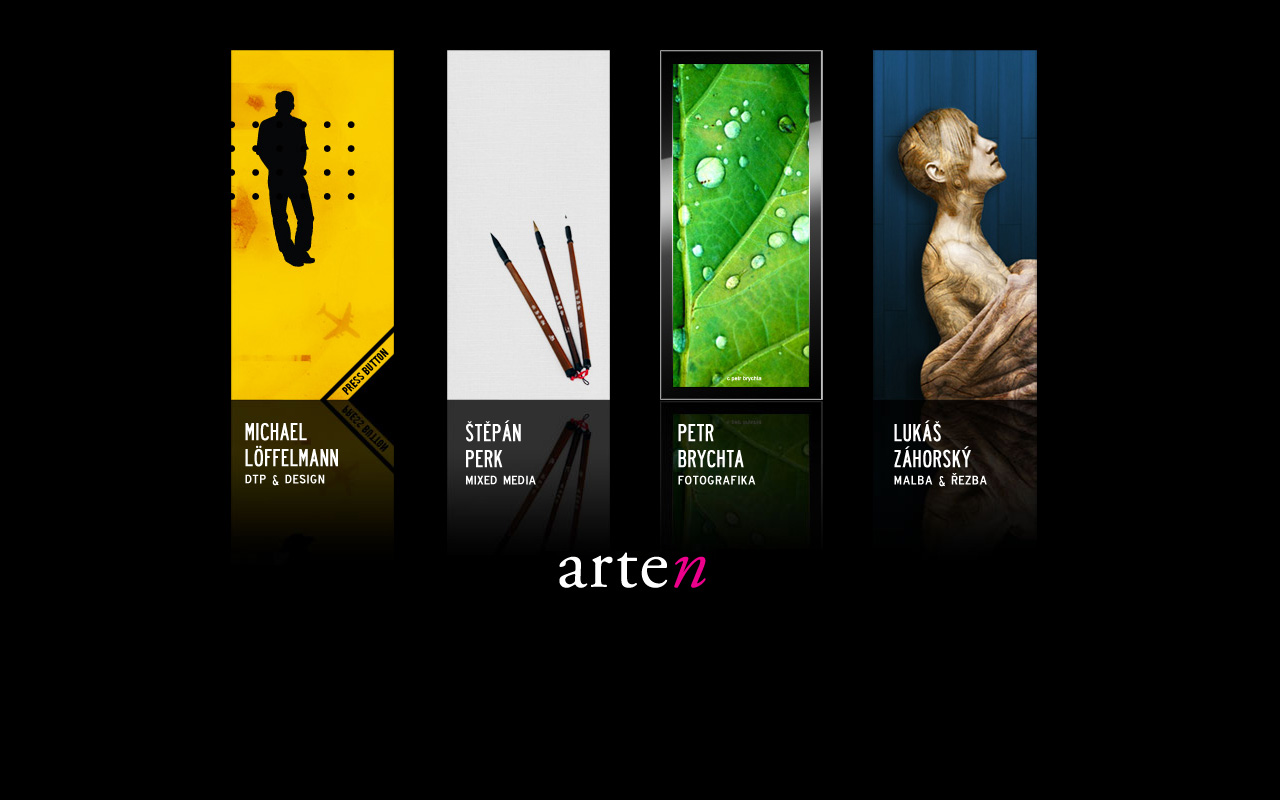 PRESS BUTTON
c petr brychta
MICHAEL
LÖFFELMANN
DTP & DESIGN
ŠTĚPÁN
PERK
MIXED MEDIA
PETR
BRYCHTA
FOTOGRAFIKA
LUKÁŠ
ZÁHORSKÝ
MALBA & ŘEZBA
arten